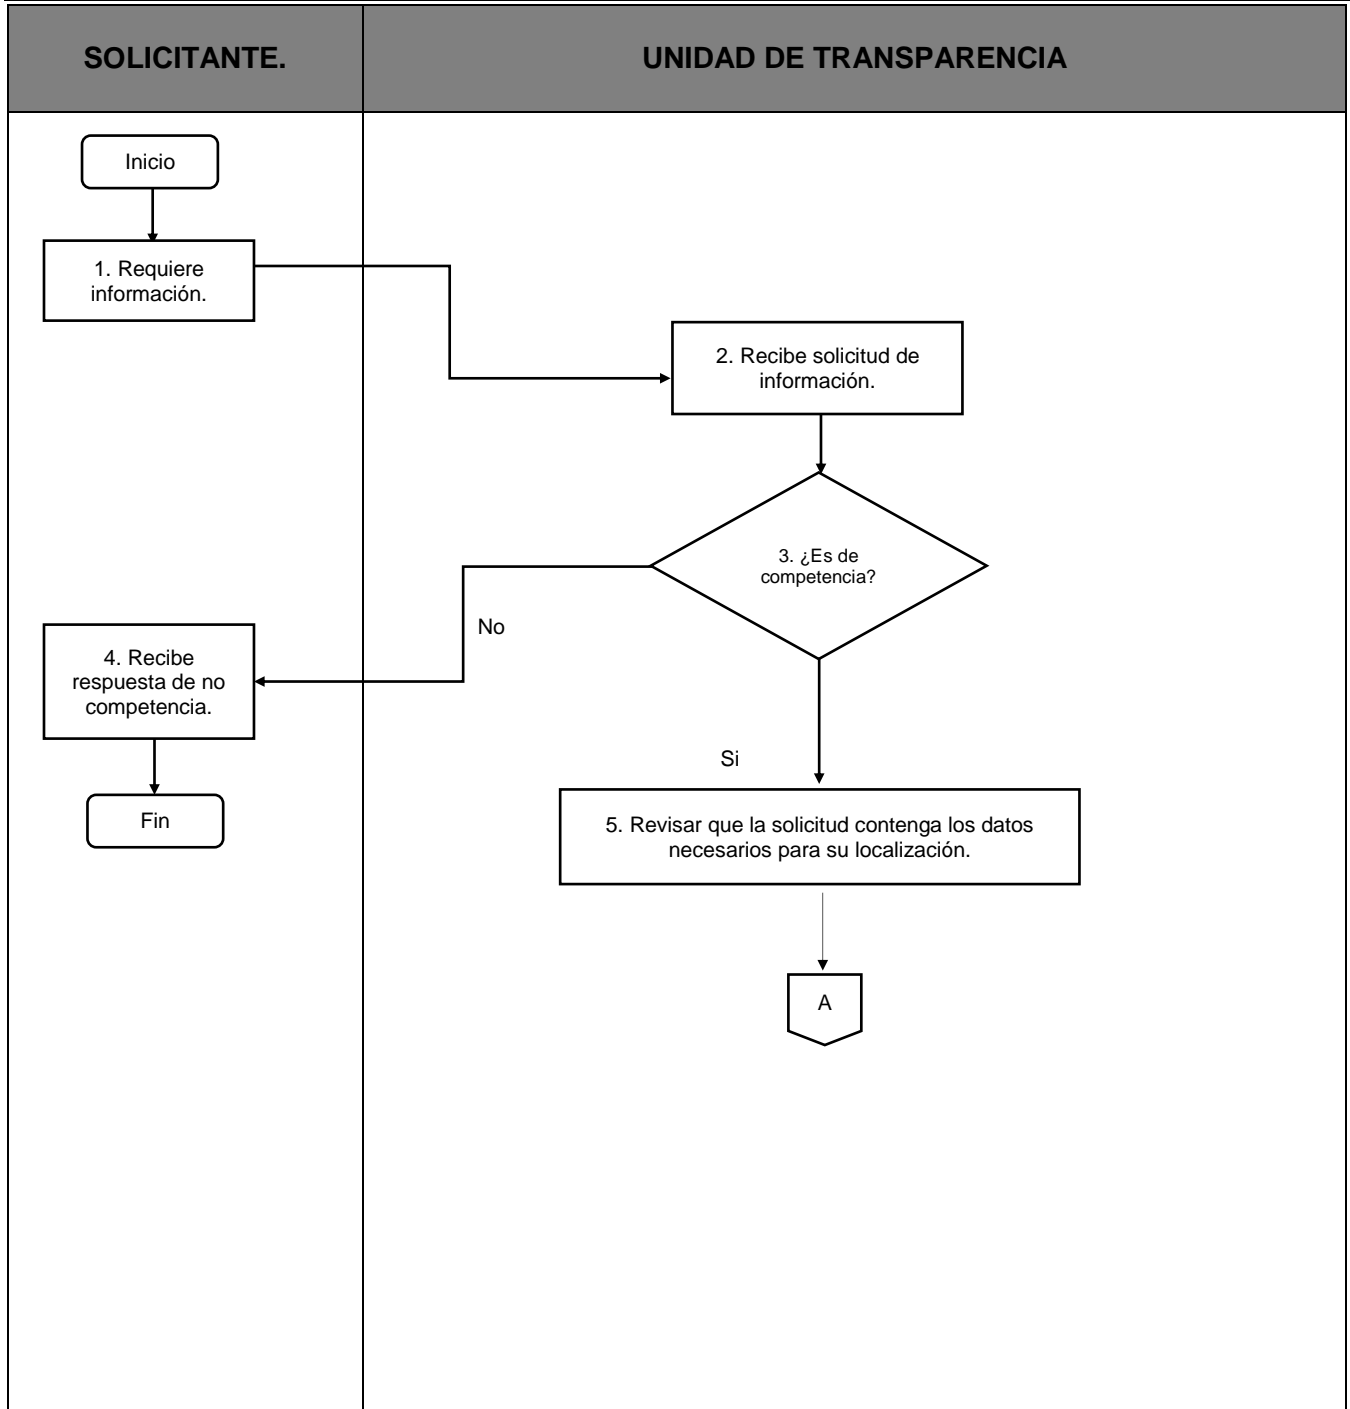 SOLICITANTE.
UNIDAD DE TRANSPARENCIA
Inicio
1. Requiere
información.
2. Recibe solicitud de
información.
3. ¿Es de
competencia?
No
4. Recibe
respuesta de no
competencia.
Si
Fin
5. Revisar que la solicitud contenga los datos
necesarios para su localización.
A